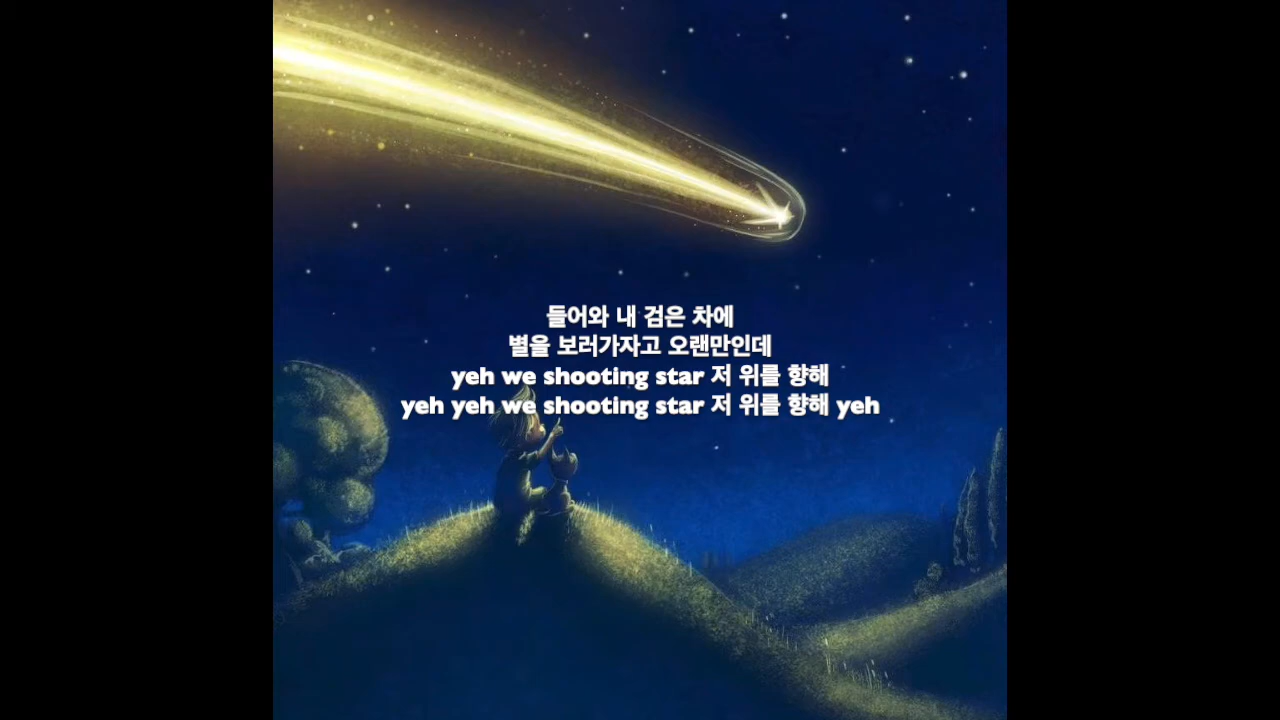 들어와 내 검은 차에
별을 보러가자고 오랜만인데
yeh we shooting star 저 위를 향해
yeh yeh we shooting star 저 위를 향해 yeh